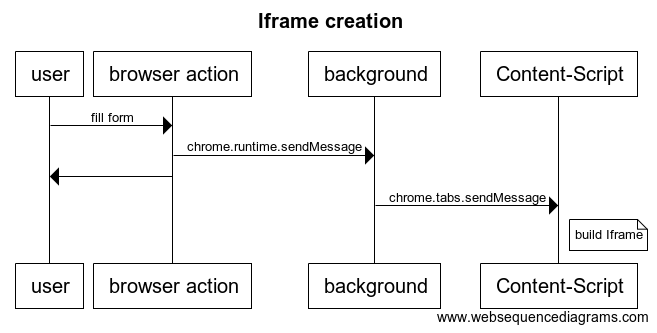 Iframe creation
user
browser action
background
Content-Script
fill form
chrome.runtime.sendMessage
chrome.tabs.sendMessage
build Iframe
user
browser action
background
Content-Script
www.websequencediagrams.com